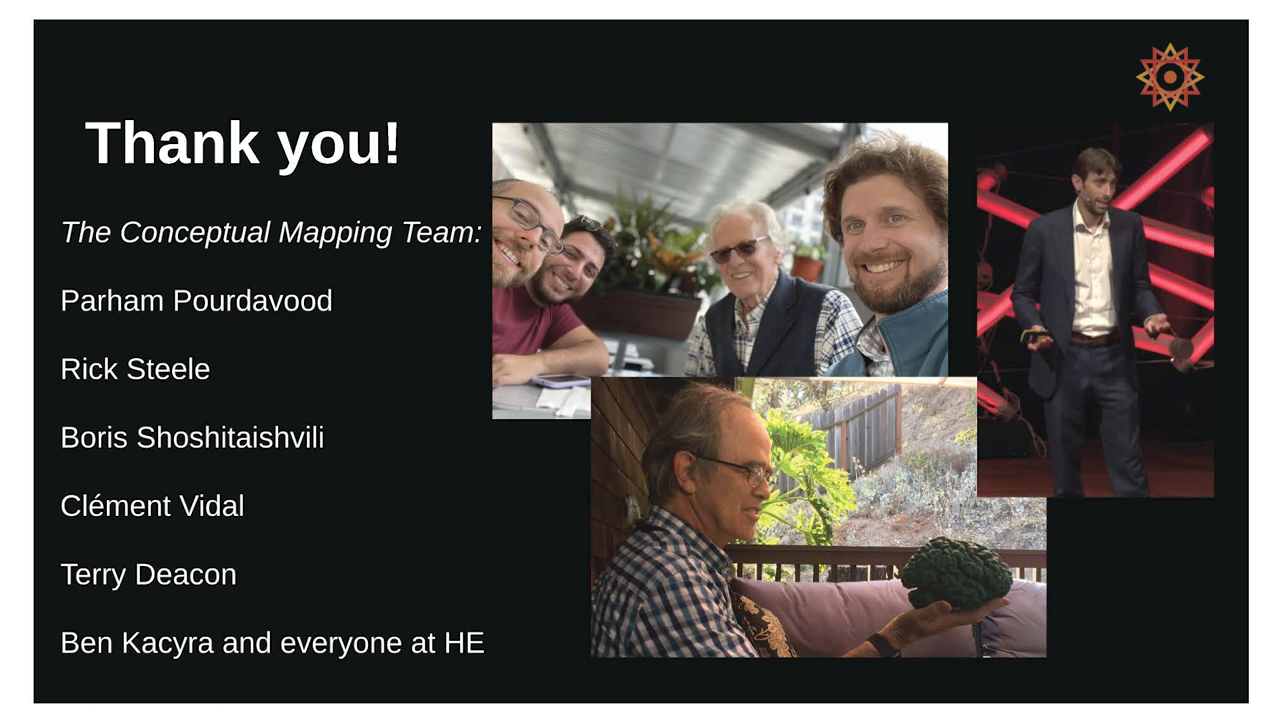 Thank you!
The Conceptual Mapping Team:
Parham Pourdavood
Rick Steele
Boris Shoshitaishvili
Clément Vidal
Terry Deacon
Ben Kacyra and everyone at HE